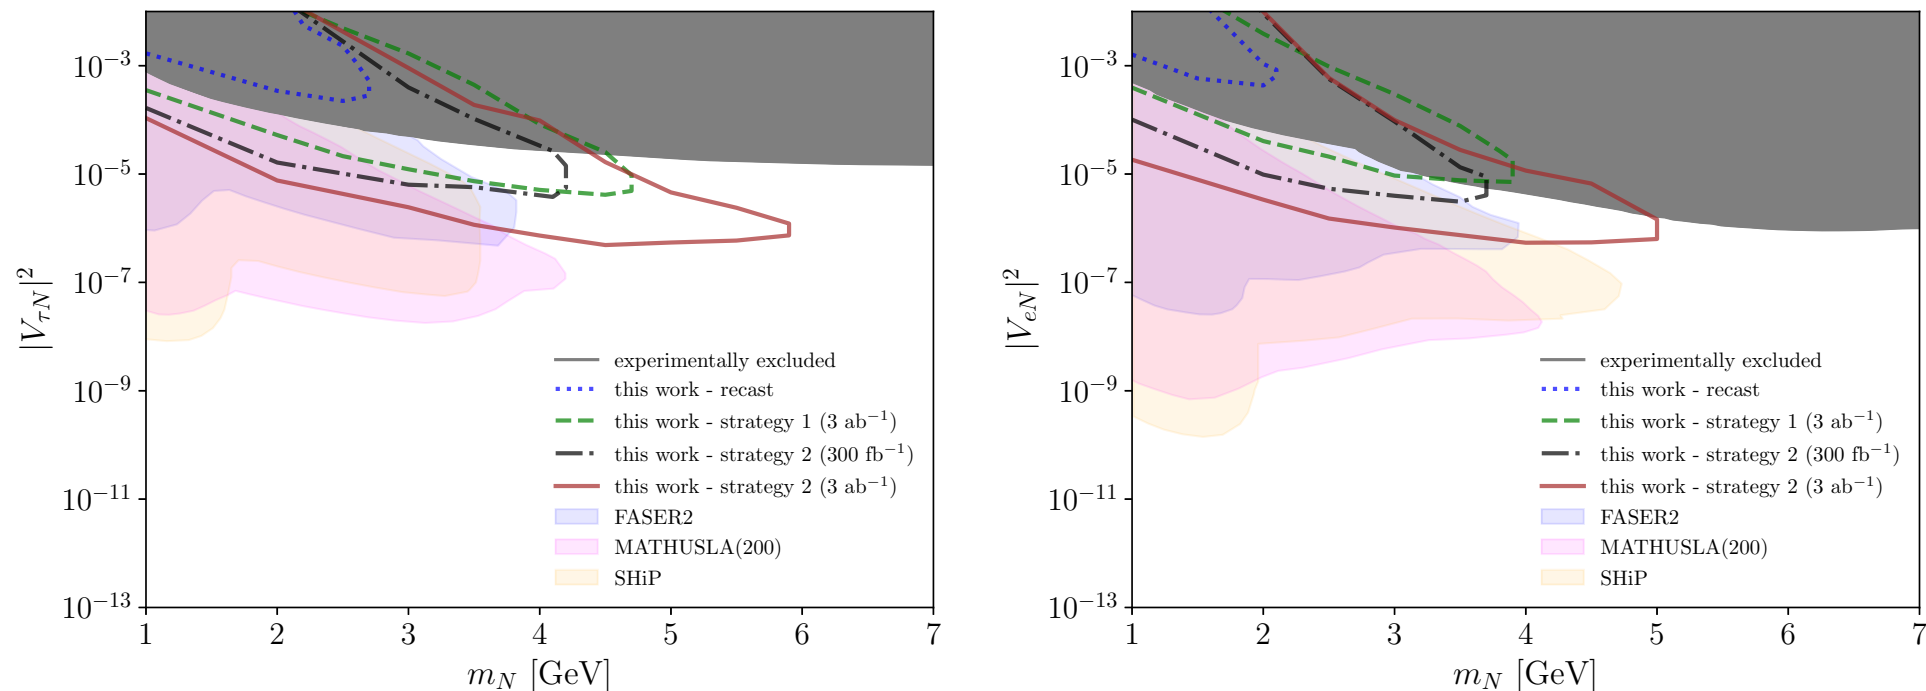 10⁻³
10⁻⁵
10⁻⁷
10⁻⁹
10⁻¹¹
10⁻¹³
|V_{τN}|²
1 2 3 4 5 6 7
m_N [GeV]
experimentally excluded
this work - recast
this work - strategy 1 (3 ab⁻¹)
this work - strategy 2 (300 fb⁻¹)
this work - strategy 2 (3 ab⁻¹)
FASER2
MATHUSLA(200)
SHiP
10⁻³
10⁻⁵
10⁻⁷
10⁻⁹
10⁻¹¹
10⁻¹³
|V_{eN}|²
1 2 3 4 5 6 7
m_N [GeV]
experimentally excluded
this work - recast
this work - strategy 1 (3 ab⁻¹)
this work - strategy 2 (300 fb⁻¹)
this work - strategy 2 (3 ab⁻¹)
FASER2
MATHUSLA(200)
SHiP